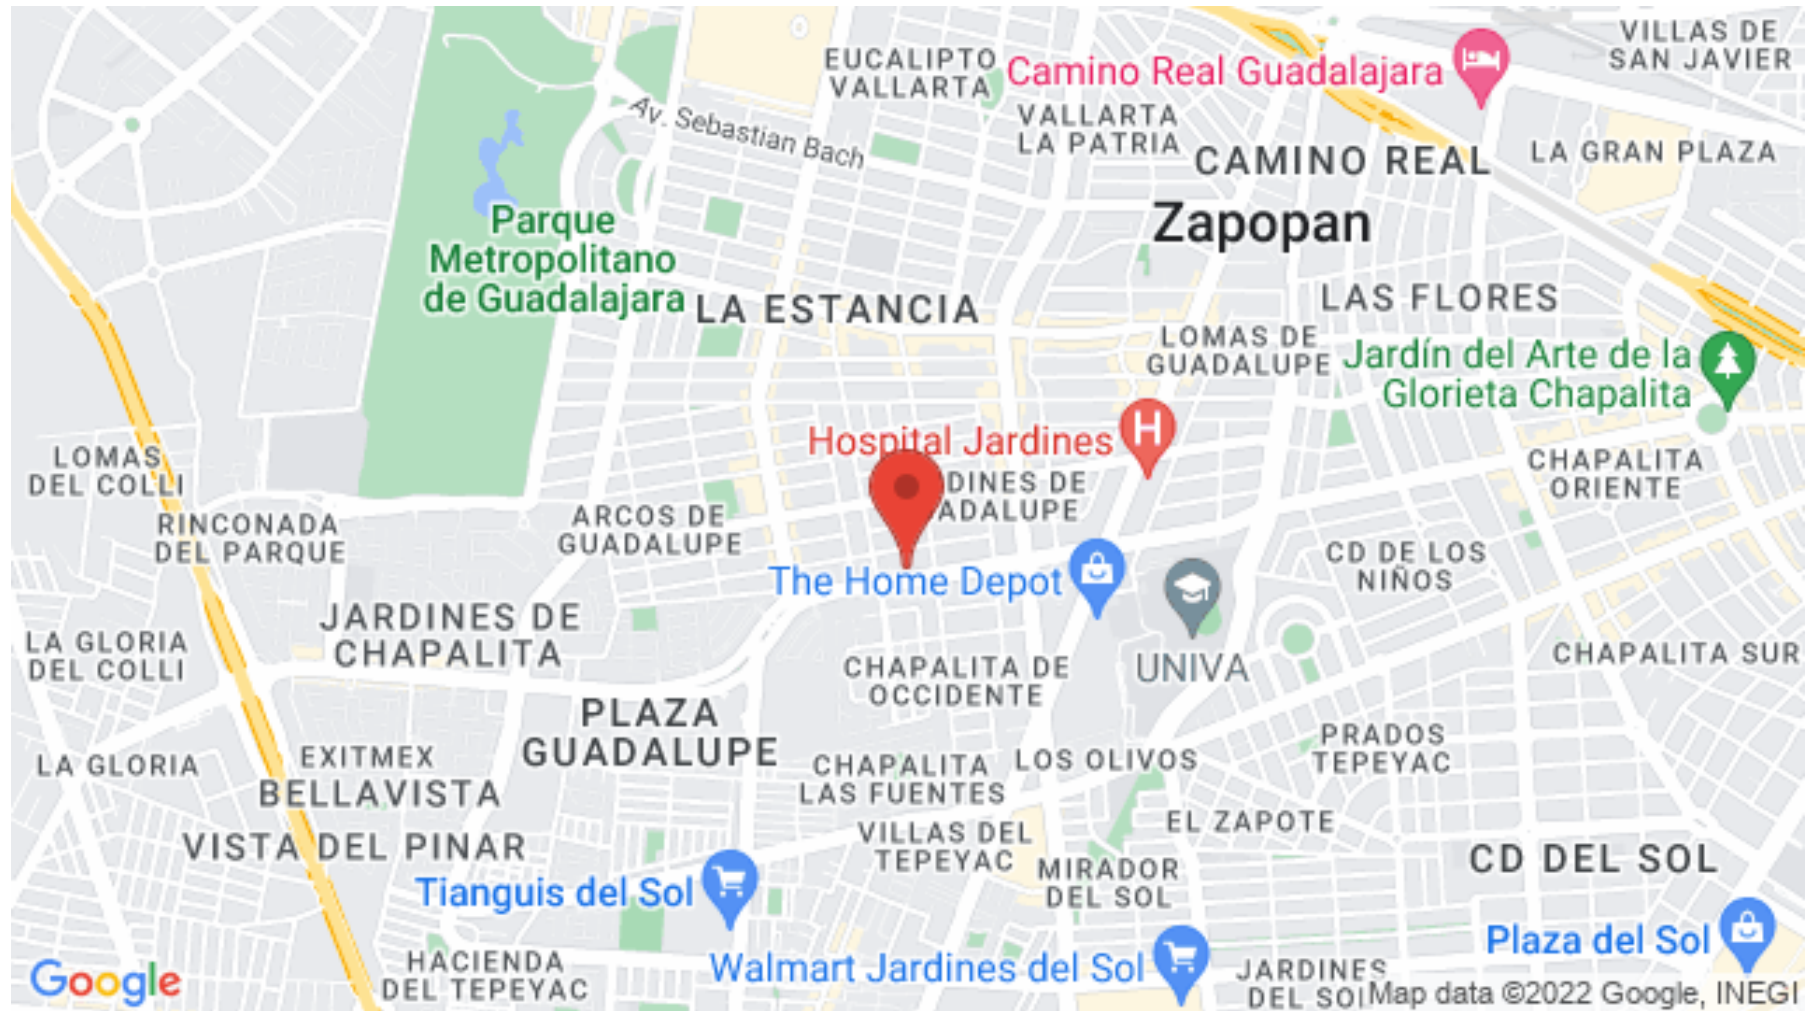 VILLAS DE
SAN JAVIER
EUCALIPTO
VALLARTA
Camino Real Guadalajara
Av. Sebastian Bach
VALLARTA
LA PATRIA
CAMINO REAL
LA GRAN PLAZA
Zapopan
Parque
Metropolitano
de Guadalajara
LA ESTANCIA
LAS FLORES
LOMAS DE
GUADALUPE
Jardín del Arte de la
Glorieta Chapalita
Hospital Jardines
H
LOMAS
DEL COLLI
DINES DE
ADALUPE
CHAPALITA
ORIENTE
RINCONADA
DEL PARQUE
ARCOS DE
GUADALUPE
CD DE LOS
NIÑOS
The Home Depot
JARDINES DE
CHAPALITA
LA GLORIA
DEL COLLI
CHAPALITA DE
OCCIDENTE
UNIVA
CHAPALITA SUR
PLAZA
GUADALUPE
LA GLORIA
EXITMEX
BELLAVISTA
CHAPALITA
LAS FUENTES
LOS OLIVOS
PRADOS
TEPEYAC
VISTA DEL PINAR
VILLAS DEL
TEPEYAC
EL ZAPOTE
MIRADOR
DEL SOL
CD DEL SOL
Tianguis del Sol
Plaza del Sol
HACIENDA
DEL TEPEYAC
Walmart Jardines del Sol
JARDINES
DEL SOL
Google
Map data ©2022 Google, INEGI